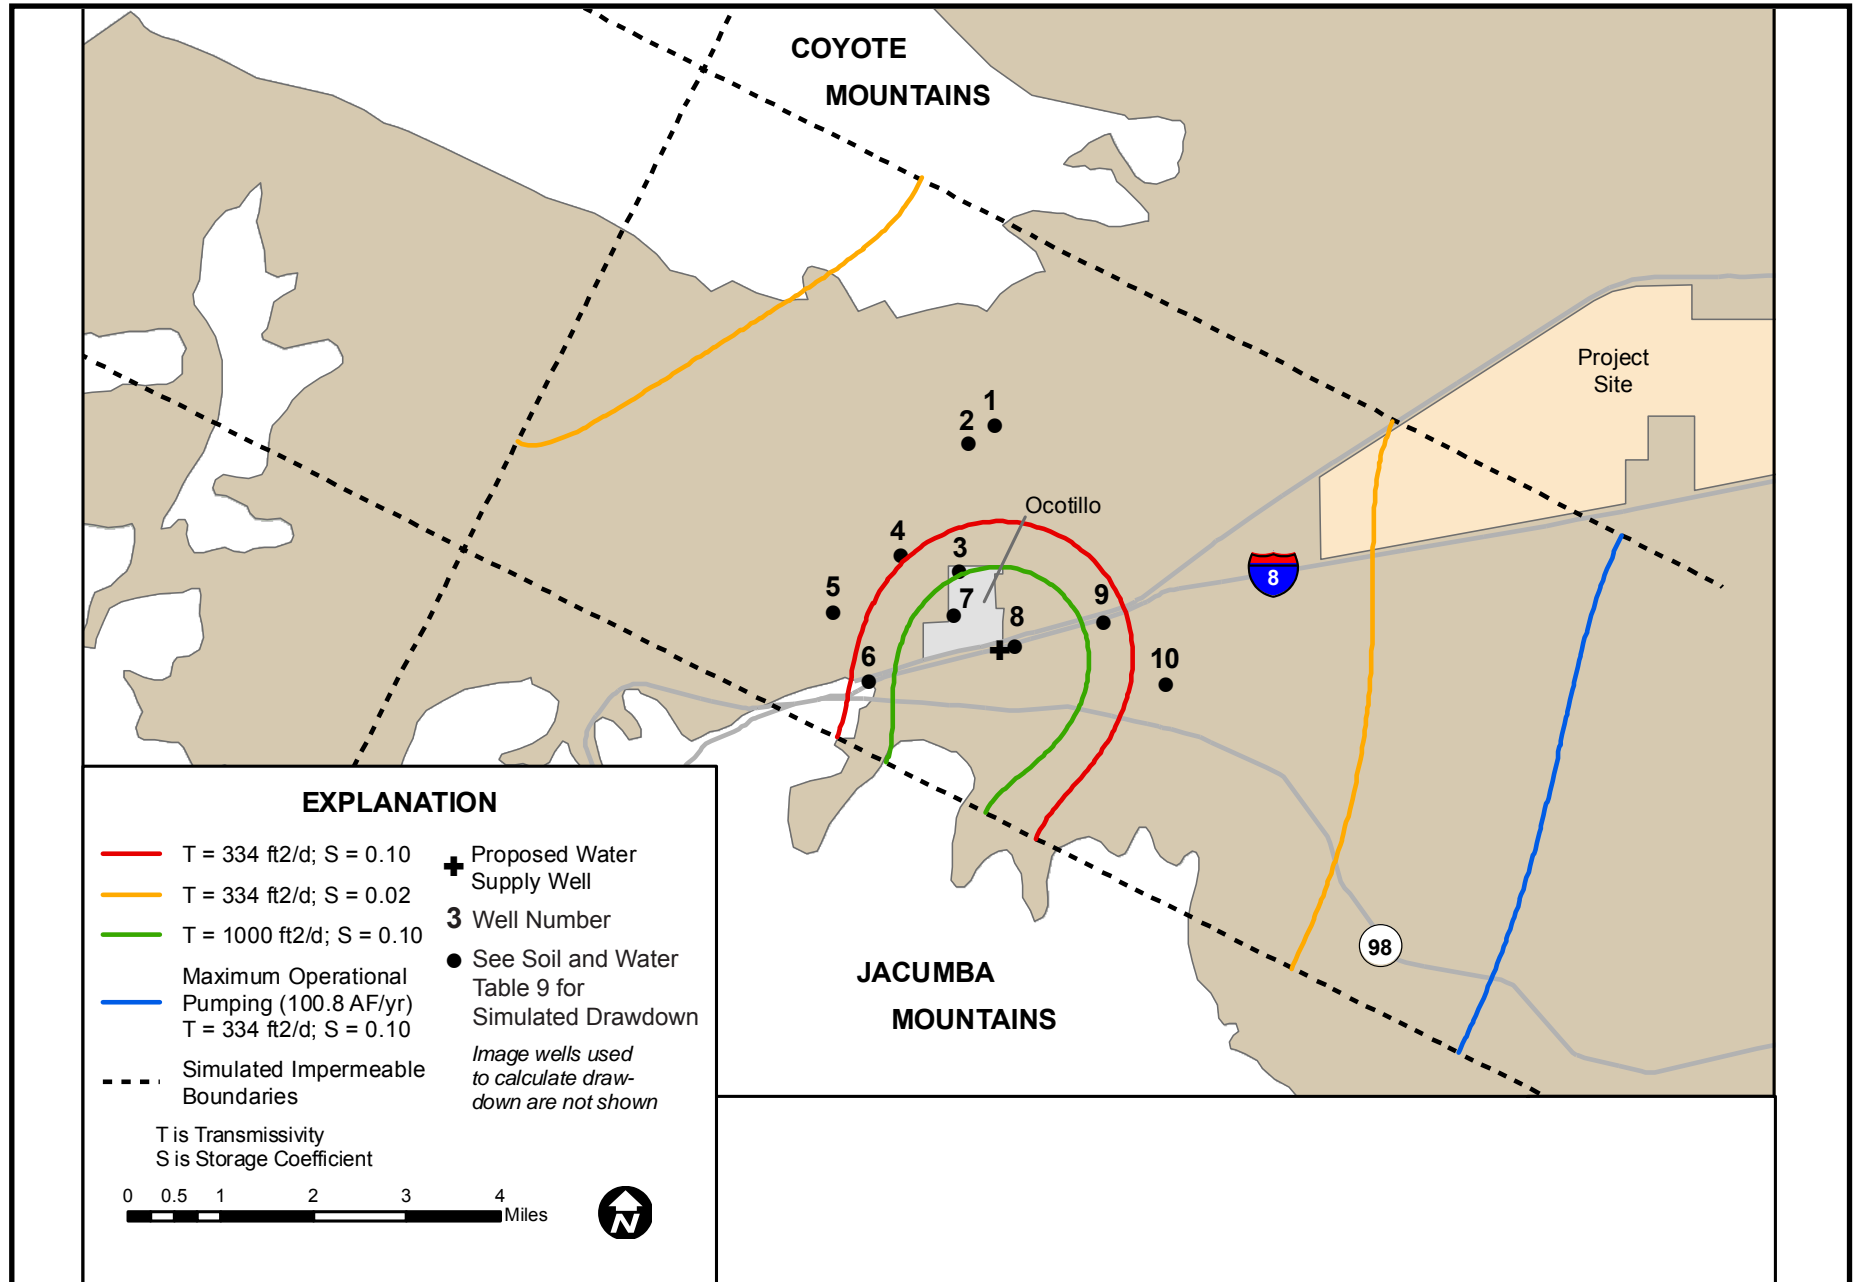 COYOTE
MOUNTAINS
Project
Site
1
2
Ocotillo
4
3
8
5
7
9
8
6
10
98
JACUMBA
MOUNTAINS
EXPLANATION
T = 334 ft2/d; S = 0.10
T = 334 ft2/d; S = 0.02
T = 1000 ft2/d; S = 0.10
Maximum Operational
Pumping (100.8 AF/yr)
T = 334 ft2/d; S = 0.10
Simulated Impermeable
Boundaries
Proposed Water
Supply Well
3 Well Number
See Soil and Water
Table 9 for
Simulated Drawdown
Image wells used
to calculate draw-
down are not shown
T is Transmissivity
S is Storage Coefficient
0 0.5 1 2 3 4
Miles
N